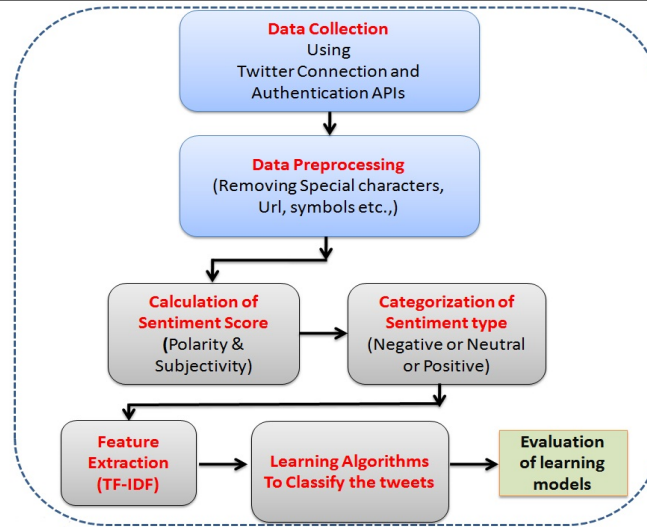 Data Collection
Using
Twitter Connection and
Authentication APIs
Data Preprocessing
(Removing Special characters,
Url, symbols etc.,)
Calculation of
Sentiment Score
(Polarity &
Subjectivity)
Categorization of
Sentiment type
(Negative or Neutral
or Positive)
Feature
Extraction
(TF-IDF)
Learning Algorithms
To Classify the tweets
Evaluation
of learning
models